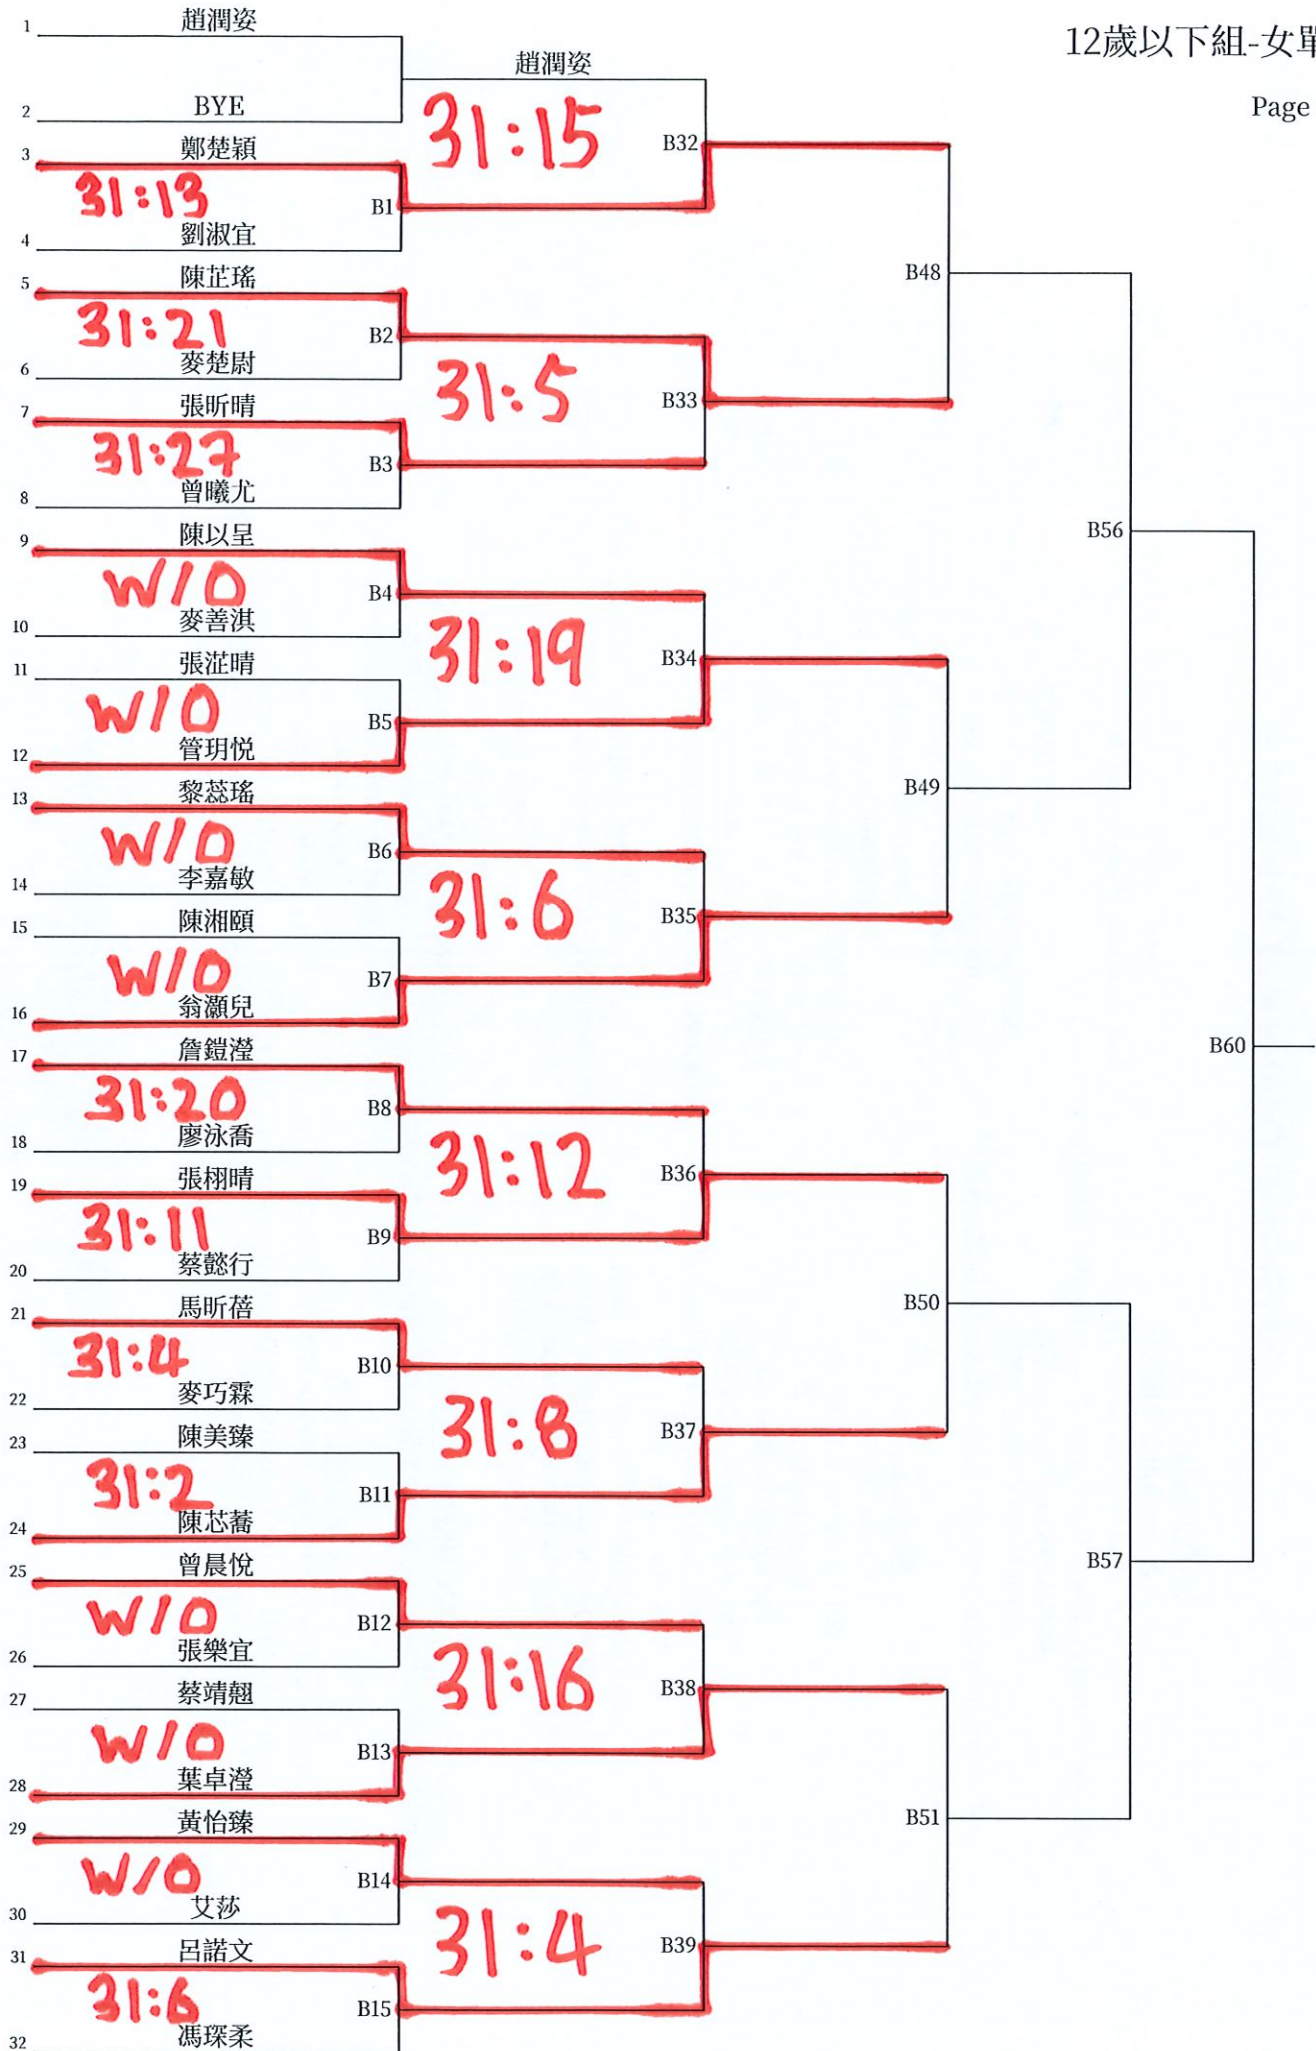 12歲以下組-女單
Page
1 趙潤姿
趙潤姿
2 BYE
31:15
B32
3 鄭楚穎
31:13
B1
4 劉淑宜
B48
5 陳芷瑤
31:21
B2
6 麥楚尉
31:5
B33
7 張昕晴
31:27
B3
8 曾曦尤
B56
9 陳以呈
W/O
B4
10 麥善淇
31:19
B34
11 張淽晴
W/O
B5
12 管玥悦
B49
13 黎蕊瑤
W/O
B6
14 李嘉敏
31:6
B35
15 陳湘頤
W/O
B7
16 翁灝兒
B60
17 詹鎧瀅
31:20
B8
18 廖泳喬
31:12
B36
19 張栩晴
31:11
B9
20 蔡懿行
B50
21 馬昕蓓
31:4
B10
22 麥巧霖
31:8
B37
23 陳美臻
31:2
B11
24 陳芯蕎
B57
25 曾晨悅
W/O
B12
26 張樂宜
31:16
B38
27 蔡靖翹
W/O
B13
28 葉卓瀅
B51
29 黃怡臻
W/O
B14
30 艾莎
31:4
B39
31 呂諾文
31:6
B15
32 馮琛柔